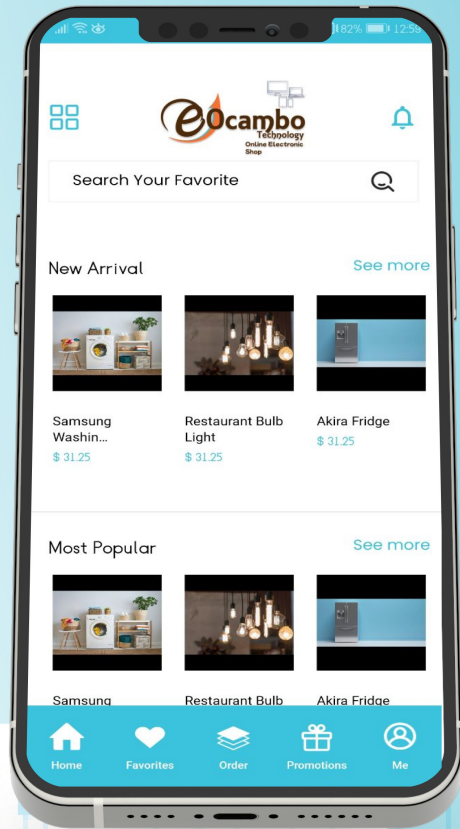 82% 12:59
eOcambo
Technology
Online Electronic
Shop
Search Your Favorite
New Arrival See more
Samsung Washin... Restaurant Bulb Light Akira Fridge
$ 31.25 $ 31.25 $ 31.25
Most Popular See more
Samsung Restaurant Bulb Akira Fridge
Home Favorites Order Promotions Me